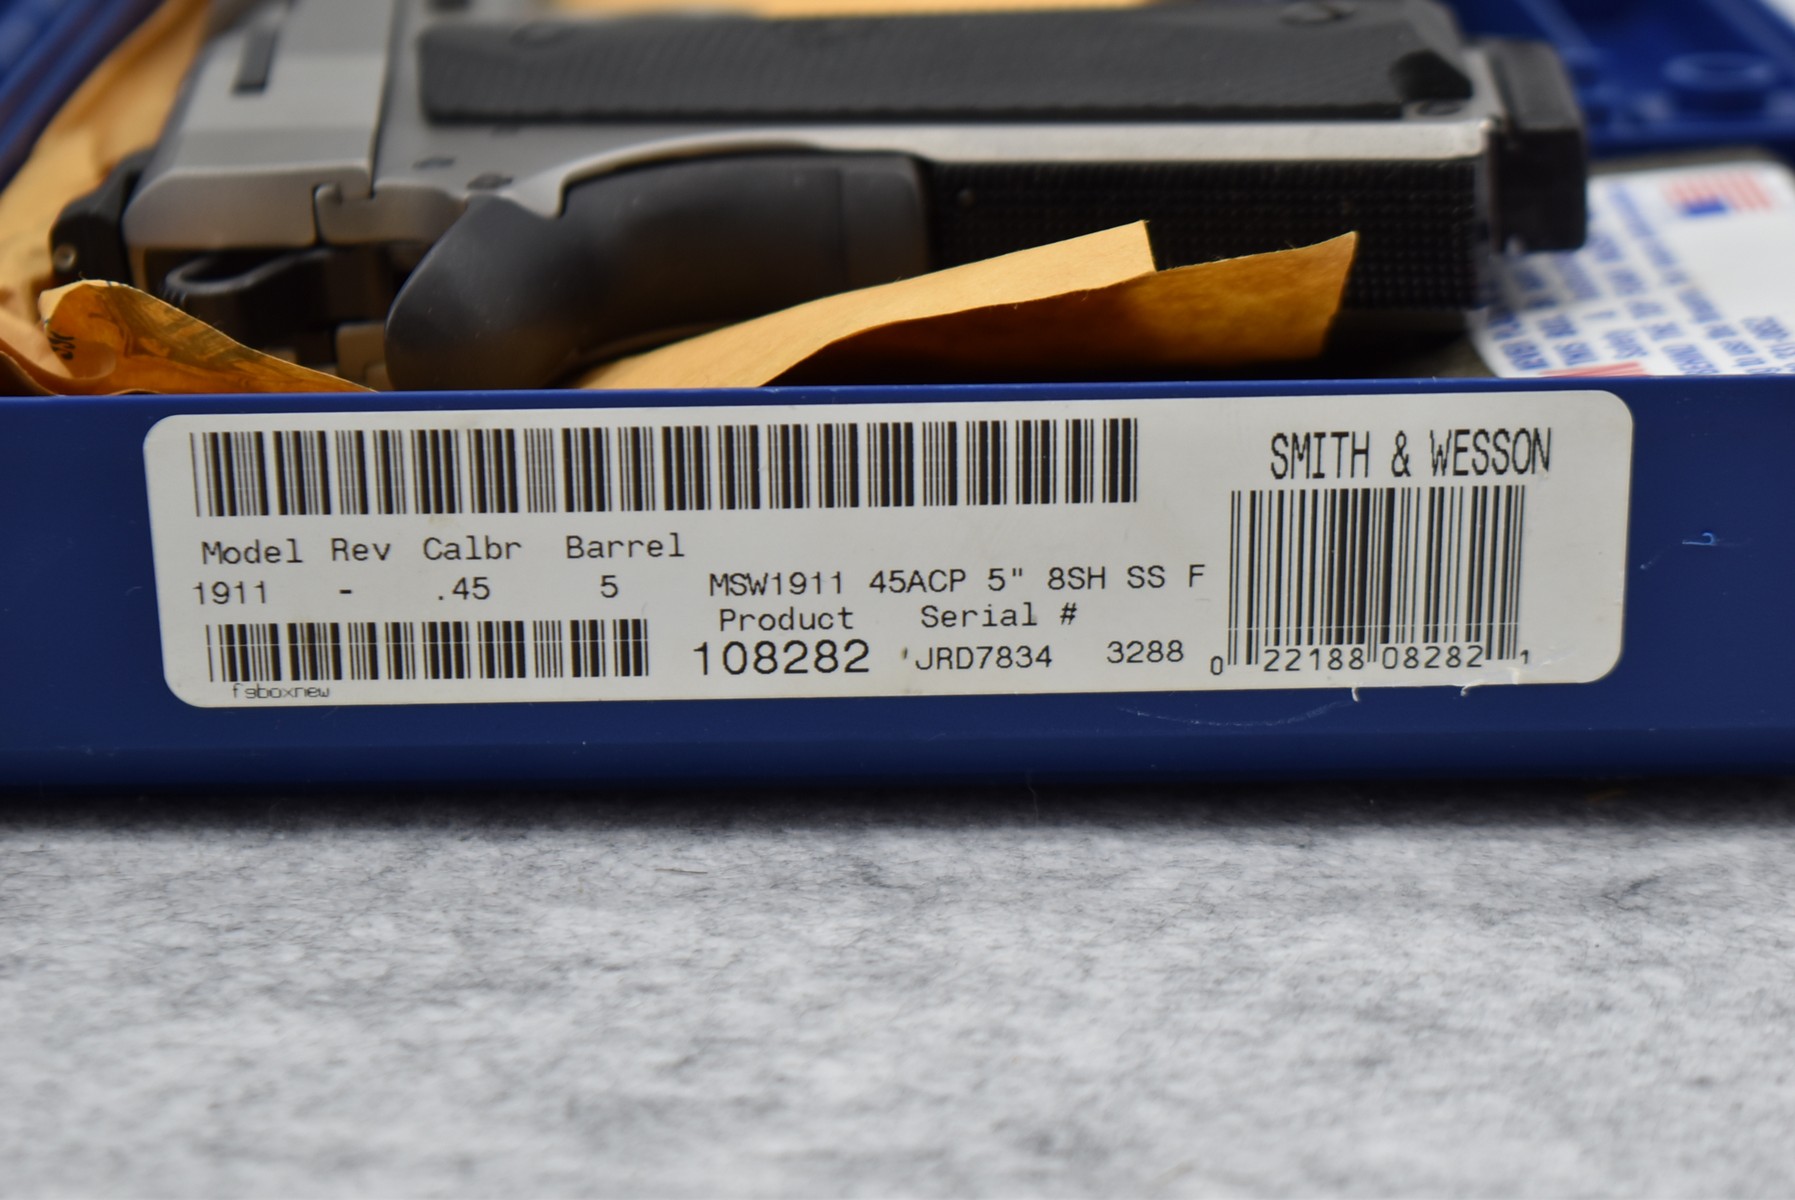 SMITH & WESSON
Model Rev Calbr Barrel
1911 - .45 5 MSW1911 45ACP 5" 8SH SS F
Product Serial #
108282 JRD7834 3288
0 22188 08282 1
f9boxnew